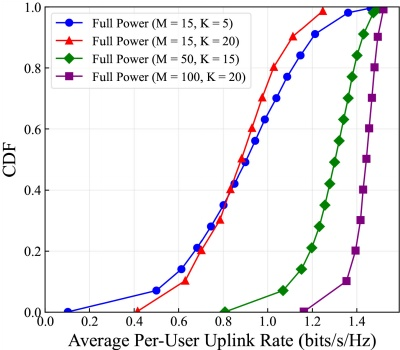 1.0
0.8
0.6
0.4
0.2
0.0
CDF
Full Power (M = 15, K = 5)
Full Power (M = 15, K = 20)
Full Power (M = 50, K = 15)
Full Power (M = 100, K = 20)
0.0 0.2 0.4 0.6 0.8 1.0 1.2 1.4
Average Per-User Uplink Rate (bits/s/Hz)